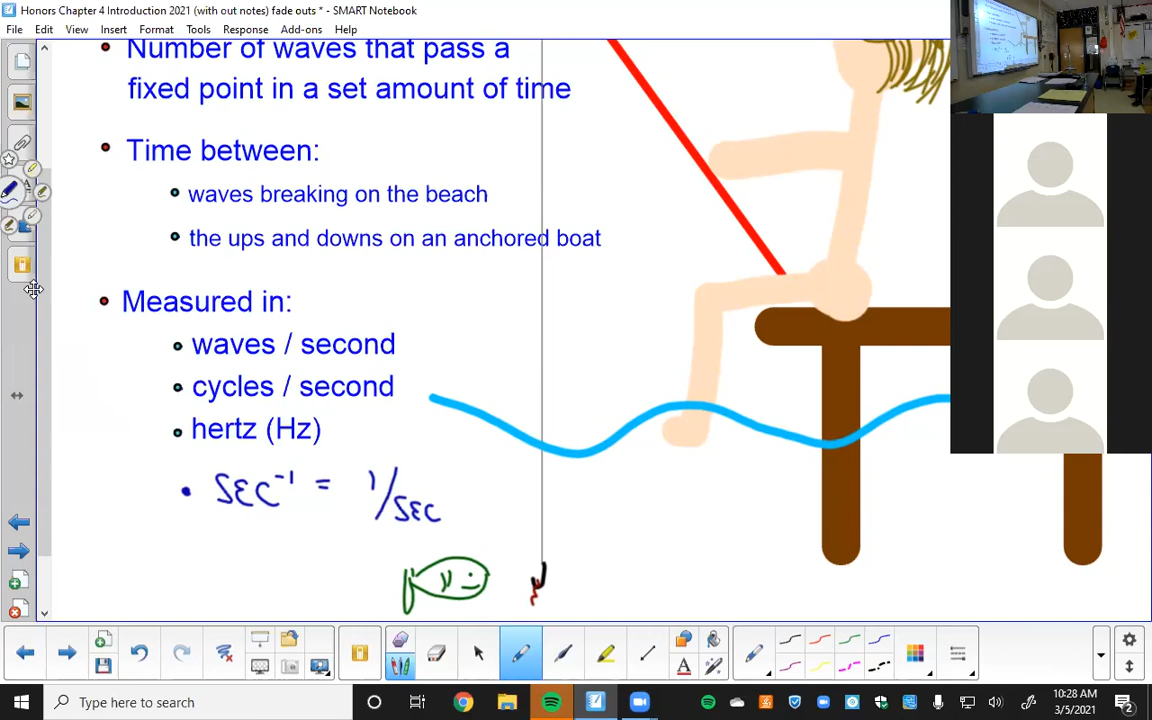 Honors Chapter 4 Introduction 2021 (with out notes) fade outs * - SMART Notebook
File Edit View Insert Format Tools Response Add-ons Help
Number of waves that pass a
fixed point in a set amount of time
Time between:
waves breaking on the beach
the ups and downs on an anchored boat
Measured in:
waves / second
cycles / second
hertz (Hz)
SEC⁻¹ = 1/SEC
Type here to search
10:28 AM
3/5/2021
2